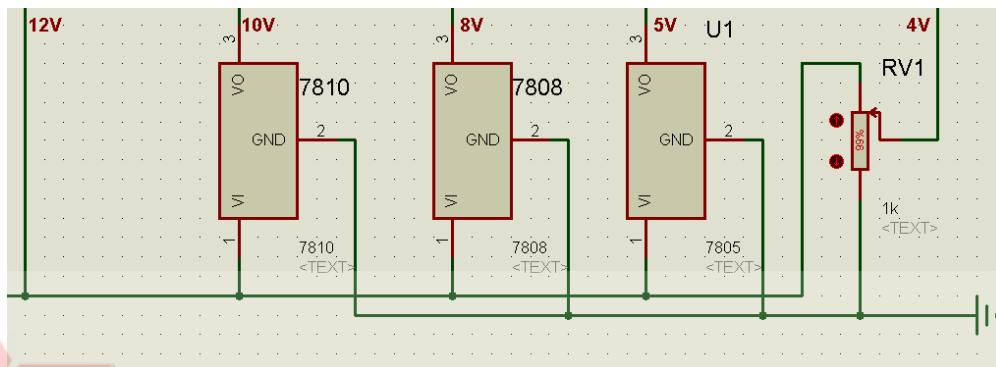 12V
10V
8V
5V
U1
4V
3
3
3
RV1
VO
7810
VO
7808
VO
GND
2
GND
2
GND
2
99%
VI
VI
VI
1k
<TEXT>
1
7810
<TEXT>
1
7808
<TEXT>
1
7805
<TEXT>